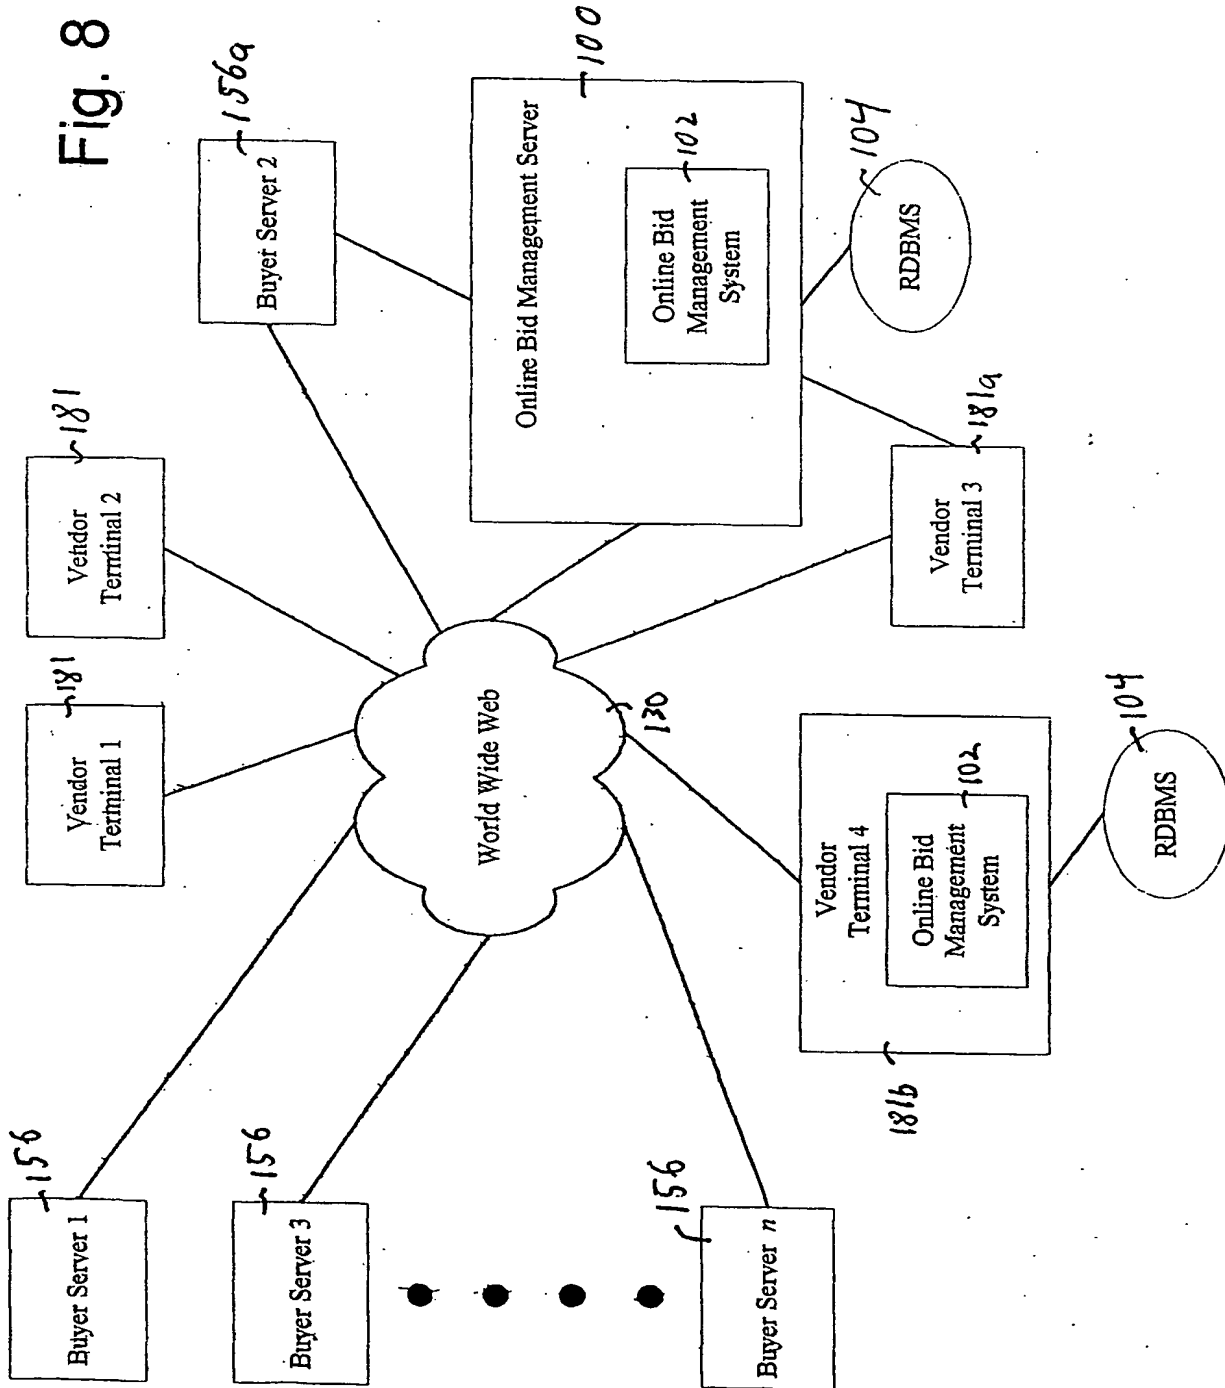 Fig. 8
Buyer Server 1
156
Buyer Server 3
156
Buyer Server n
156
Vendor
Terminal 1
181
Vendor
Terminal 2
181
Buyer Server 2
156a
World Wide Web
130
Online Bid Management Server
100
Online Bid
Management
System
102
RDBMS
104
Vendor
Terminal 3
181a
Vendor
Terminal 4
181b
Online Bid
Management
System
102
RDBMS
104